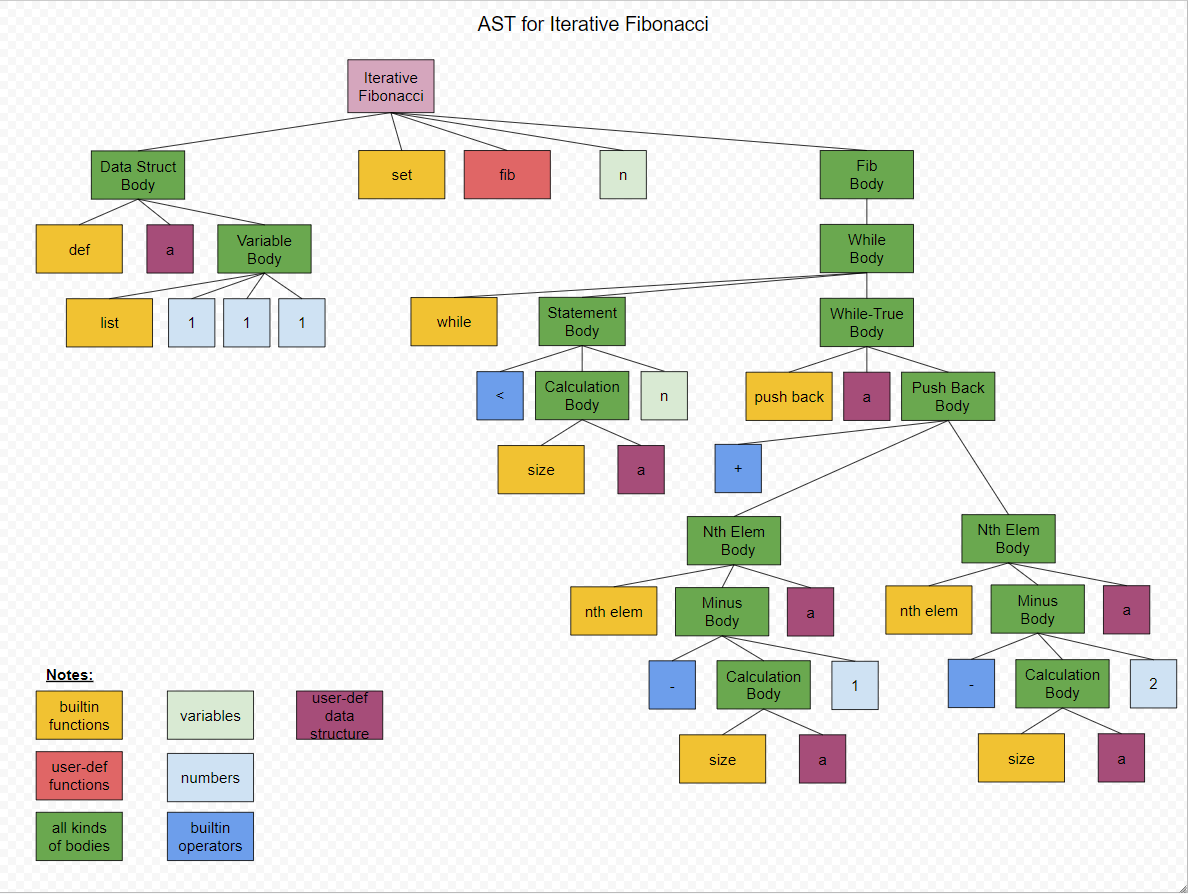 AST for Iterative Fibonacci
Iterative
Fibonacci
Data Struct
Body
set
fib
n
Fib
Body
def
a
Variable
Body
While
Body
list
1
1
1
while
Statement
Body
While-True
Body
<
Calculation
Body
n
push back
a
Push Back
Body
size
a
+
Nth Elem
Body
Nth Elem
Body
nth elem
Minus
Body
a
nth elem
Minus
Body
a
-
Calculation
Body
1
-
Calculation
Body
2
size
a
size
a
Notes:
builtin
functions
variables
user-def
data
structure
user-def
functions
numbers
all kinds
of bodies
builtin
operators